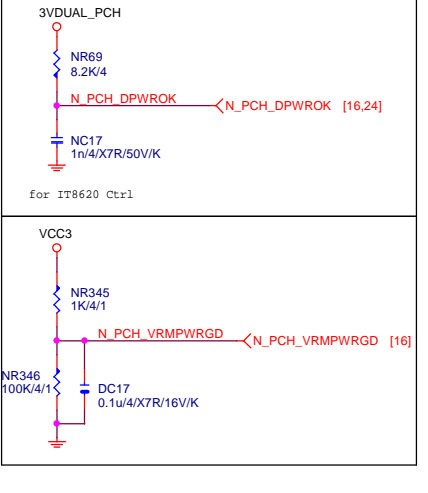 3VDUAL_PCH
NR69
8.2K/4
N_PCH_DPWROK
N_PCH_DPWROK [16,24]
NC17
1n/4/X7R/50V/K
for IT8620 Ctrl
VCC3
NR345
1K/4/1
N_PCH_VRMPWRGD
N_PCH_VRMPWRGD [16]
NR346
100K/4/1
DC17
0.1u/4/X7R/16V/K